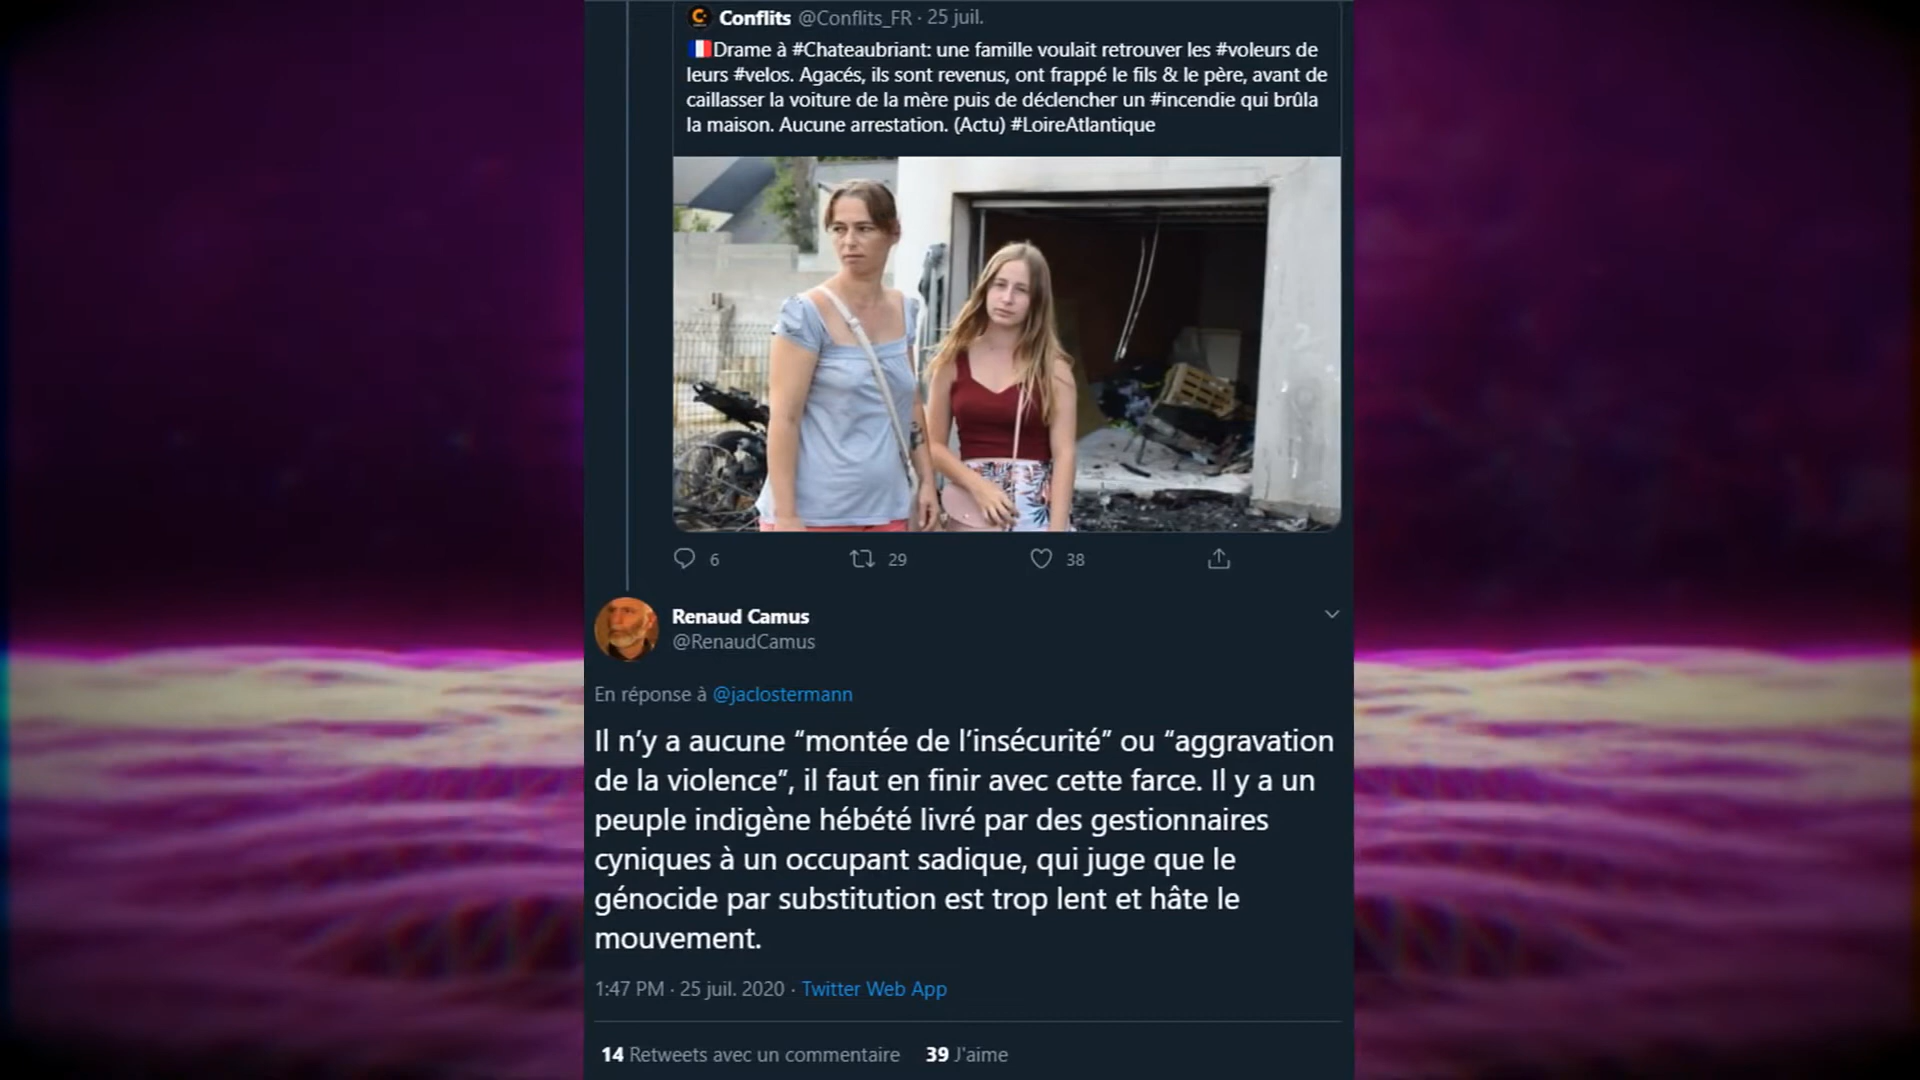 Conflits @Conflits_FR · 25 juil.
Drame à #Chateaubriant: une famille voulait retrouver les #voleurs de
leurs #velos. Agacés, ils sont revenus, ont frappé le fils & le père, avant de
caillasser la voiture de la mère puis de déclencher un #incendie qui brûla
la maison. Aucune arrestation. (Actu) #LoireAtlantique
6 29 38
Renaud Camus
@RenaudCamus
En réponse à @jaclostermann
Il n’y a aucune “montée de l’insécurité” ou “aggravation
de la violence”, il faut en finir avec cette farce. Il y a un
peuple indigène hébété livré par des gestionnaires
cyniques à un occupant sadique, qui juge que le
génocide par substitution est trop lent et hâte le
mouvement.
1:47 PM · 25 juil. 2020 · Twitter Web App
14 Retweets avec un commentaire 39 J'aime